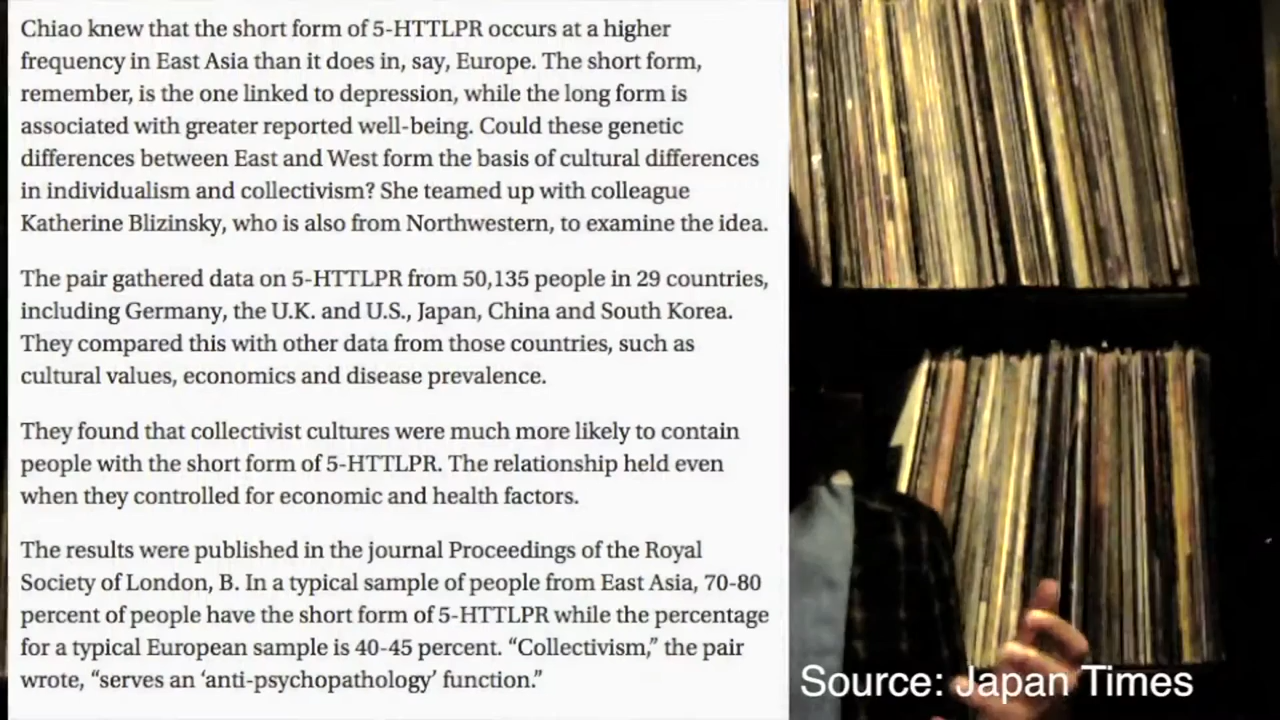 Chiao knew that the short form of 5-HTTLPR occurs at a higher
frequency in East Asia than it does in, say, Europe. The short form,
remember, is the one linked to depression, while the long form is
associated with greater reported well-being. Could these genetic
differences between East and West form the basis of cultural differences
in individualism and collectivism? She teamed up with colleague
Katherine Blizinsky, who is also from Northwestern, to examine the idea.
The pair gathered data on 5-HTTLPR from 50,135 people in 29 countries,
including Germany, the U.K. and U.S., Japan, China and South Korea.
They compared this with other data from those countries, such as
cultural values, economics and disease prevalence.
They found that collectivist cultures were much more likely to contain
people with the short form of 5-HTTLPR. The relationship held even
when they controlled for economic and health factors.
The results were published in the journal Proceedings of the Royal
Society of London, B. In a typical sample of people from East Asia, 70-80
percent of people have the short form of 5-HTTLPR while the percentage
for a typical European sample is 40-45 percent. “Collectivism,” the pair
wrote, “serves an ‘anti-psychopathology’ function.”
Source: Japan Times